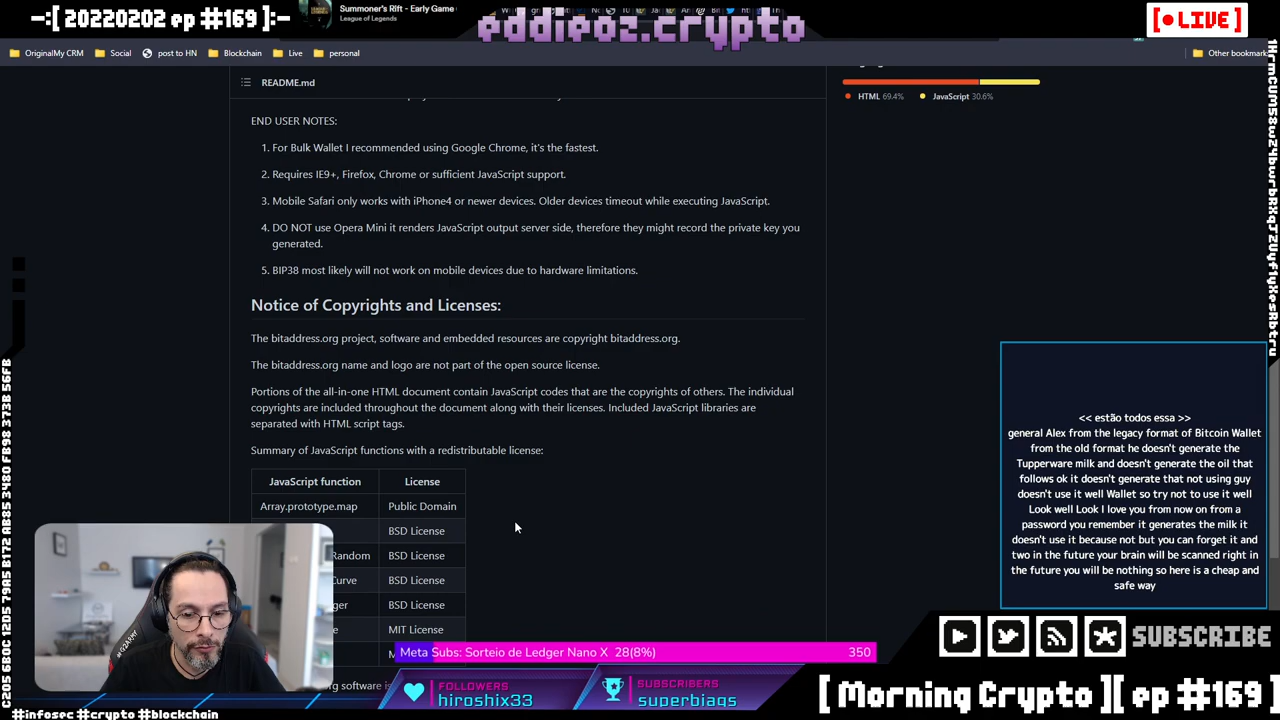 -:[ 20220202 ep #169 ]:-
Summoner's Rift - Early Game
League of Legends
eddieoz.crypto
[• LIVE ]
OriginalMy CRM
Social
post to HN
Blockchain
Live
personal
Other bookmark
README.md
HTML 69.4%
JavaScript 30.6%
END USER NOTES:
1. For Bulk Wallet I recommended using Google Chrome, it's the fastest.
2. Requires IE9+, Firefox, Chrome or sufficient JavaScript support.
3. Mobile Safari only works with iPhone4 or newer devices. Older devices timeout while executing JavaScript.
4. DO NOT use Opera Mini it renders JavaScript output server side, therefore they might record the private key you
generated.
5. BIP38 most likely will not work on mobile devices due to hardware limitations.
Notice of Copyrights and Licenses:
The bitaddress.org project, software and embedded resources are copyright bitaddress.org.
The bitaddress.org name and logo are not part of the open source license.
Portions of the all-in-one HTML document contain JavaScript codes that are the copyrights of others. The individual
copyrights are included throughout the document along with their licenses. Included JavaScript libraries are
separated with HTML script tags.
Summary of JavaScript functions with a redistributable license:
JavaScript function License
Array.prototype.map Public Domain
BSD License
Random BSD License
Curve BSD License
ger BSD License
e MIT License
<< estão todos essa >>
general Alex from the legacy format of Bitcoin Wallet
from the old format he doesn't generate the
Tupperware milk and doesn't generate the oil that
follows ok it doesn't generate that not using guy
doesn't use it well Wallet so try not to use it well
Look well Look I love you from now on from a
password you remember it generates the milk it
doesn't use it because not but you can forget it and
two in the future your brain will be scanned right in
the future you will be nothing so here is a cheap and
safe way
SUBSCRIBE
Meta Subs: Sorteio de Ledger Nano X 28(8%) 350
FOLLOWERS
hiroshix33
SUBSCRIBERS
superbiaqs
[ Morning Crypto ][ ep #169 ]
#infosec #crypto #blockchain